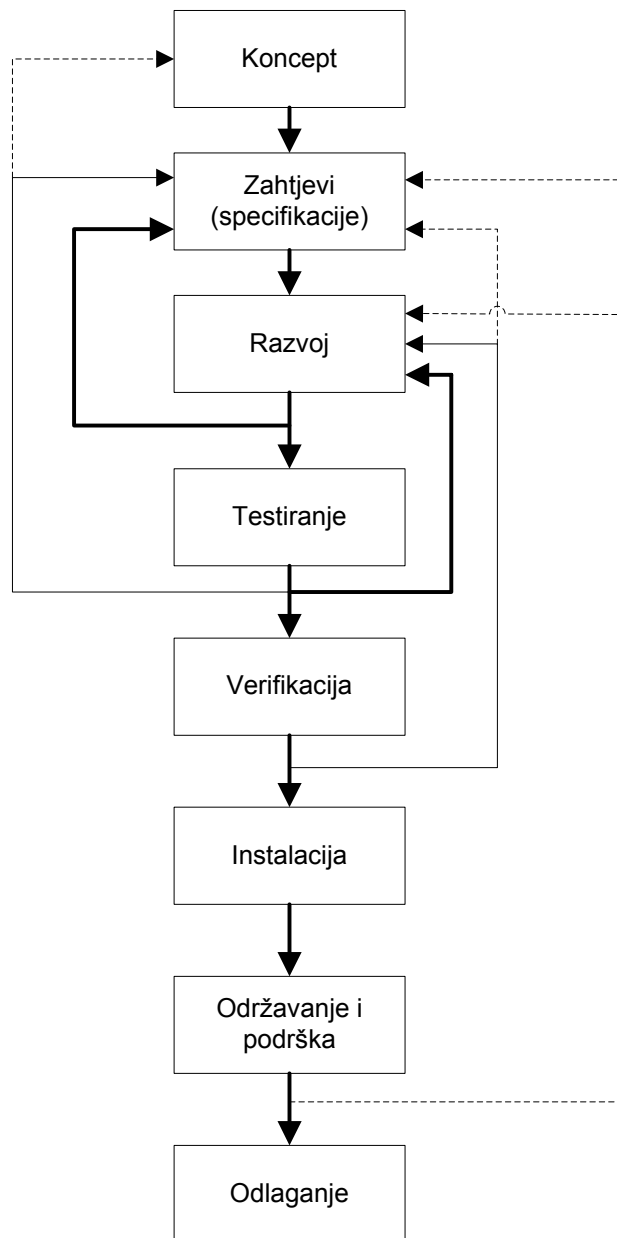 Koncept
Zahtjevi
(specifikacije)
Razvoj
Testiranje
Verifikacija
Instalacija
Održavanje i
podrška
Odlaganje